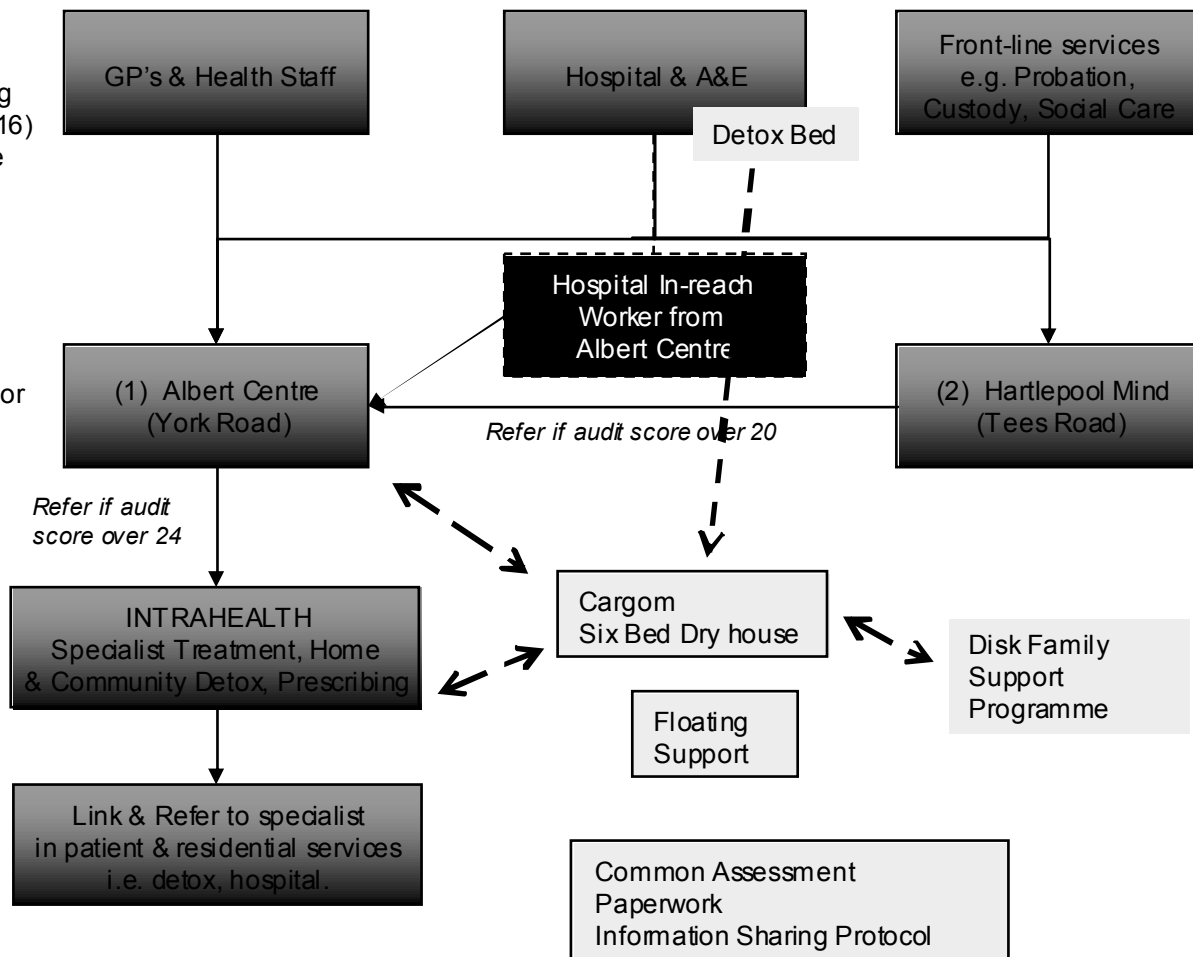 GP's & Health Staff
Hospital & A&E
Front-line services
e.g. Probation,
Custody, Social Care
g
16)
e
Detox Bed
Hospital In-reach
Worker from
Albert Centre
or
(1) Albert Centre
(York Road)
Refer if audit score over 20
(2) Hartlepool Mind
(Tees Road)
Refer if audit
score over 24
INTRAHEALTH
Specialist Treatment, Home
& Community Detox, Prescribing
Cargom
Six Bed Dry house
Disk Family
Support
Programme
Floating
Support
Link & Refer to specialist
in patient & residential services
i.e. detox, hospital.
Common Assessment
Paperwork
Information Sharing Protocol